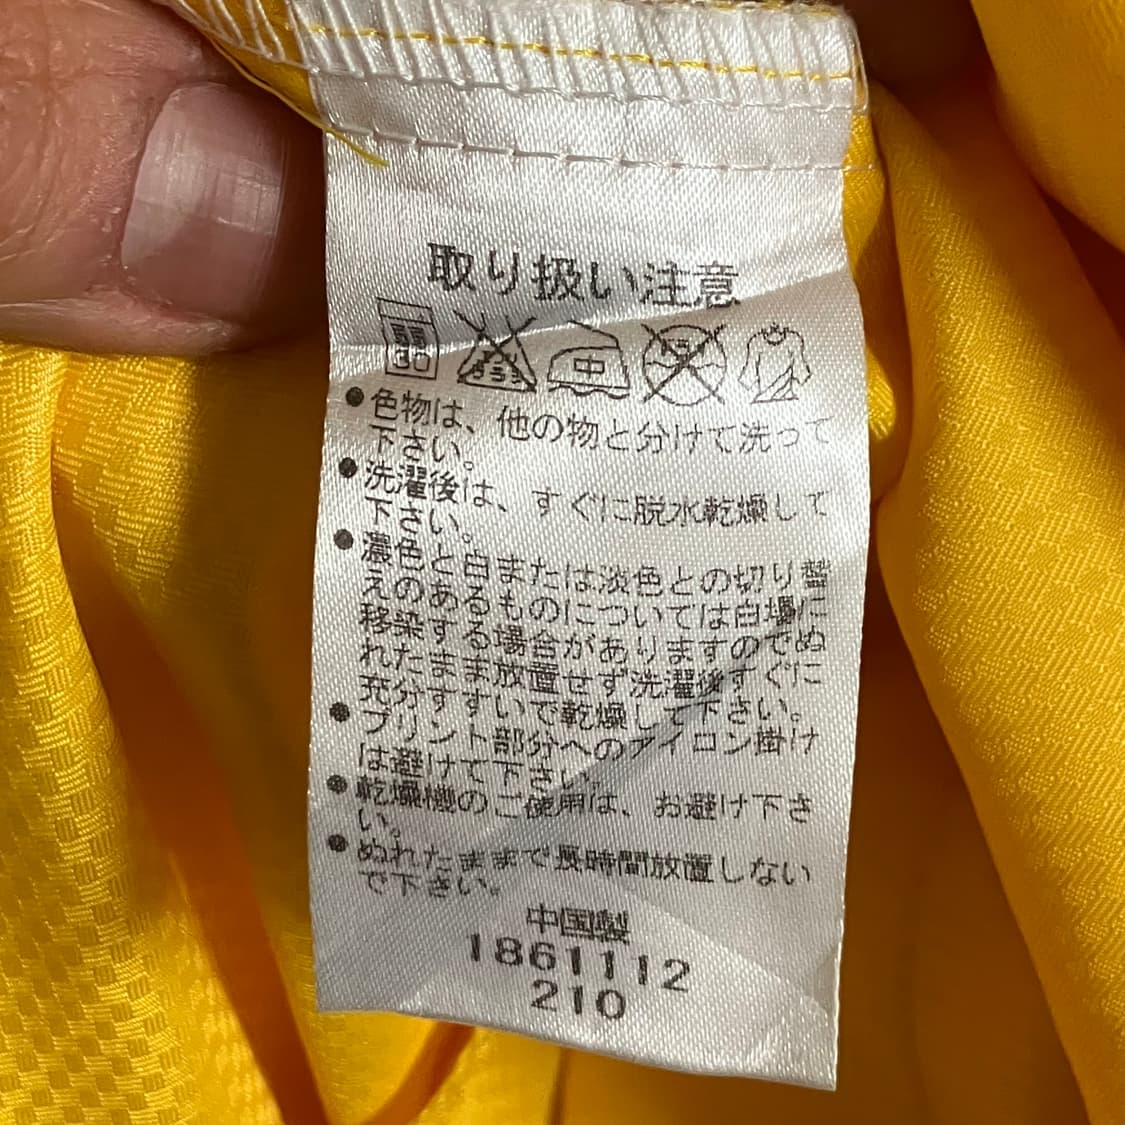 取り扱い注意
中
●色物は、他の物と分けて洗って
下さい。
●洗濯後は、すぐに脱水乾燥して
下さい。
●濃色と白または淡色との切り替
えのあるものについては白場に
移染する場合がありますのでぬ
れたまま放置せず洗濯後すぐに
充分すすいで乾燥して下さい。
●プリント部分へのアイロン掛け
は避けて下さい。
●乾燥機のご使用は、お避け下さ
い。
●ぬれたままで長時間放置しない
で下さい。
中国製
1861112
210